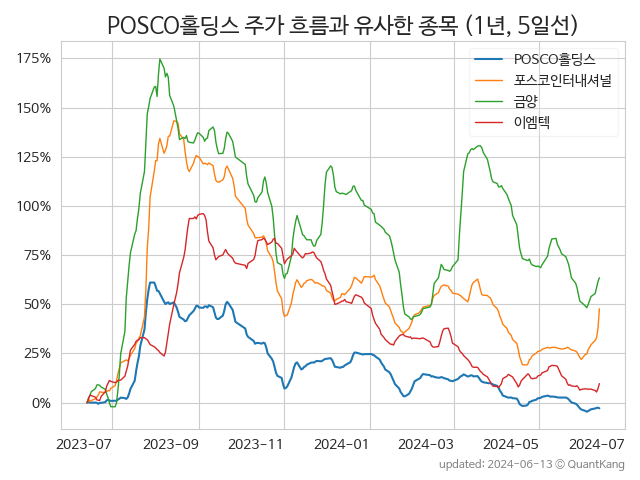 POSCO홀딩스 주가 흐름과 유사한 종목 (1년, 5일선)
POSCO홀딩스
포스코인터내셔널
금양
이엠텍
175%
150%
125%
100%
75%
50%
25%
0%
2023-07
2023-09
2023-11
2024-01
2024-03
2024-05
2024-07
updated: 2024-06-13 © QuantKang